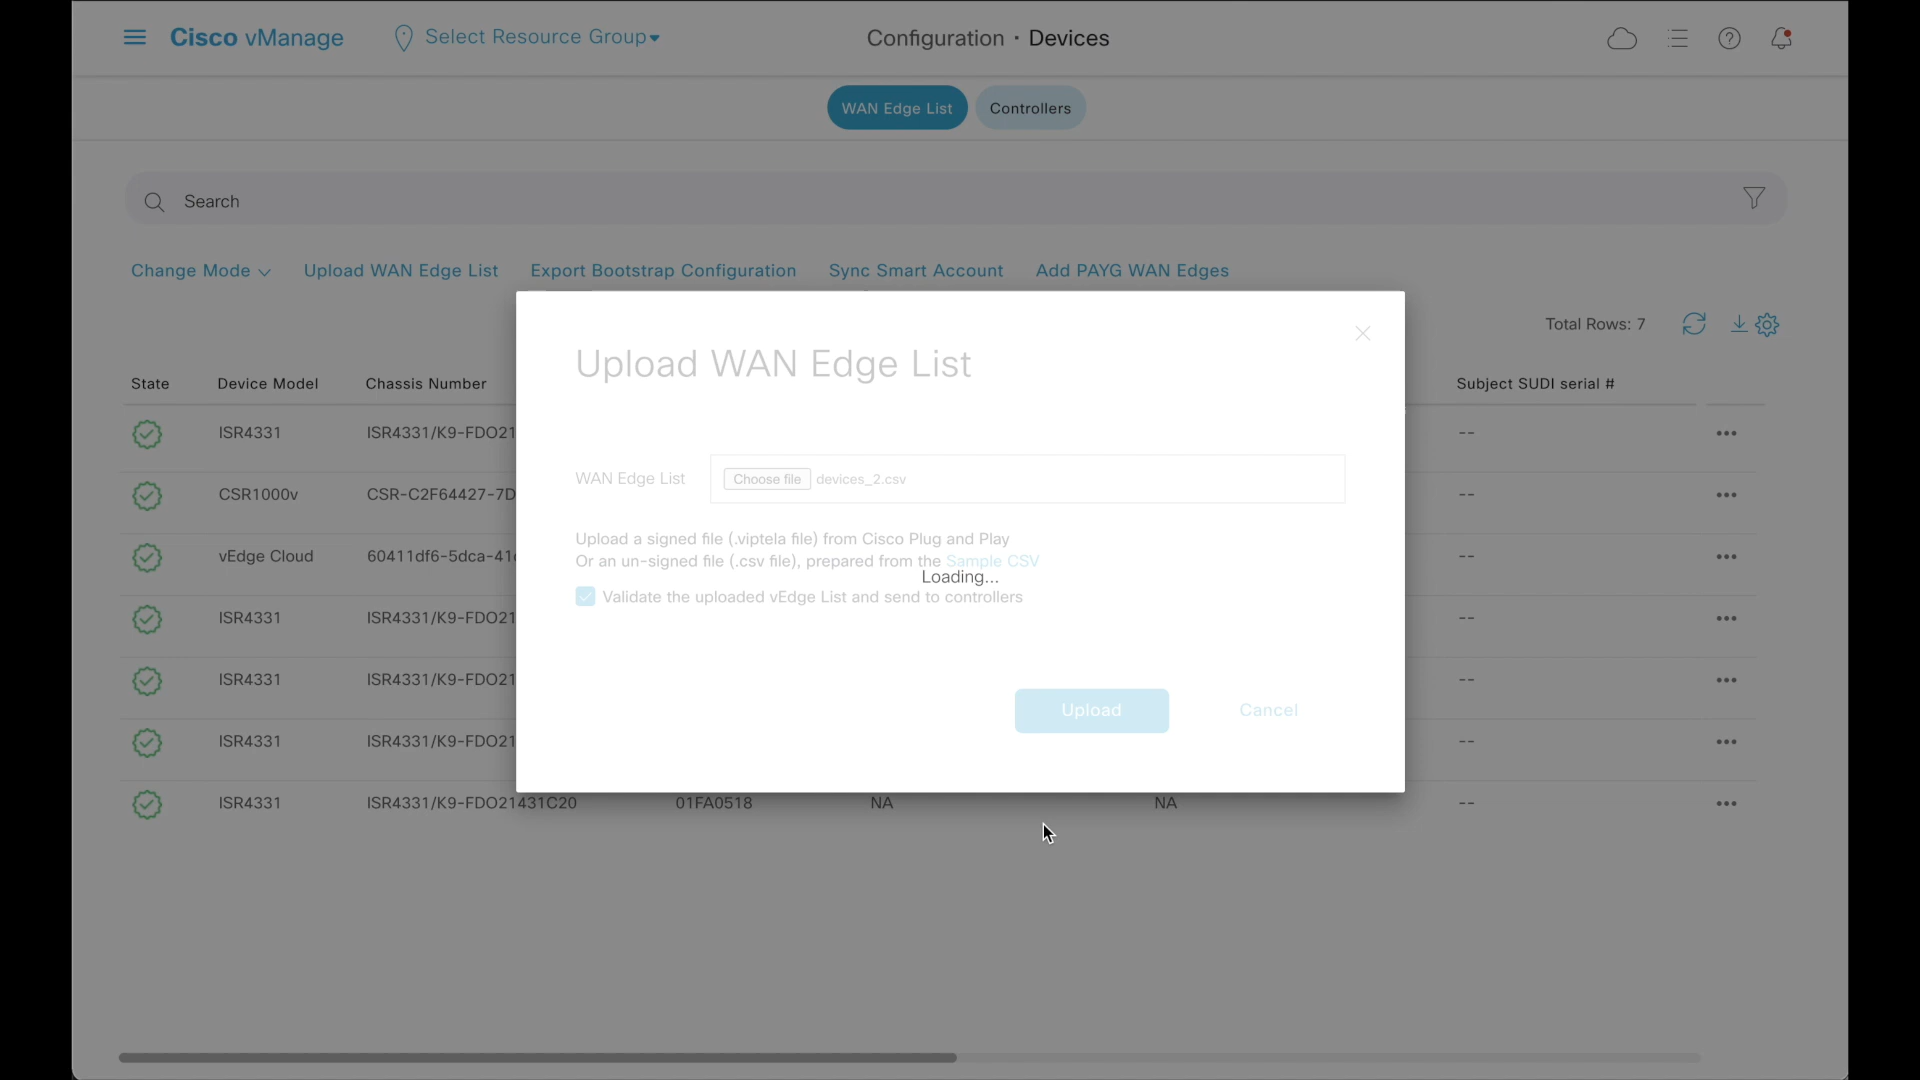 Cisco vManage
Select Resource Group
Configuration · Devices
WAN Edge List
Controllers
Search
Change Mode
Upload WAN Edge List
Export Bootstrap Configuration
Sync Smart Account
Add PAYG WAN Edges
Total Rows: 7
State
Device Model
Chassis Number
Subject SUDI serial #
ISR4331
ISR4331/K9-FDO21
--
CSR1000v
CSR-C2F64427-7D
--
vEdge Cloud
60411df6-5dca-41
--
ISR4331
ISR4331/K9-FDO21
--
ISR4331
ISR4331/K9-FDO21
--
ISR4331
ISR4331/K9-FDO21
--
ISR4331
ISR4331/K9-FDO21431C20
01FA0518
NA
NA
--
Upload WAN Edge List
WAN Edge List
Choose file devices_2.csv
Upload a signed file (.viptela file) from Cisco Plug and Play
Or an un-signed file (.csv file), prepared from the Sample CSV
Loading...
Validate the uploaded vEdge List and send to controllers
Upload
Cancel